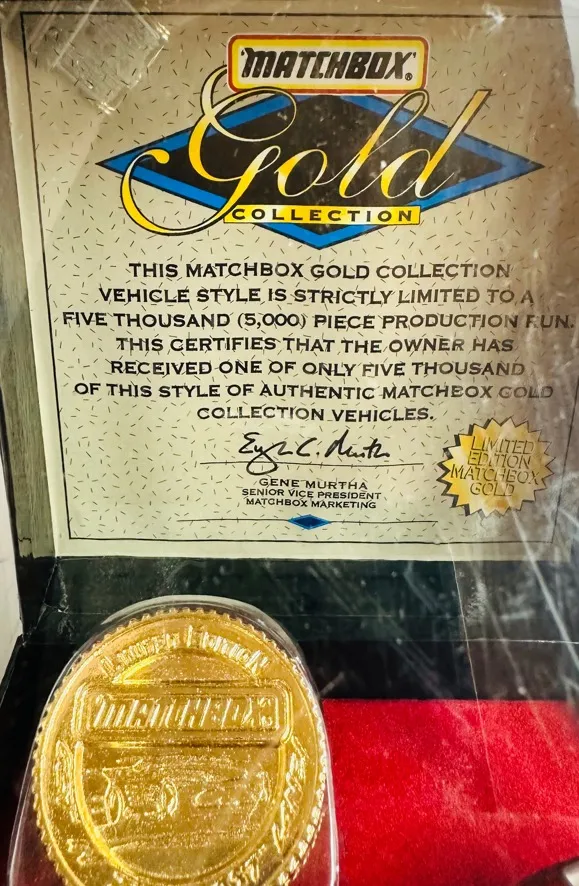 MATCHBOX®
Gold
COLLECTION
THIS MATCHBOX GOLD COLLECTION
VEHICLE STYLE IS STRICTLY LIMITED TO A
FIVE THOUSAND (5,000) PIECE PRODUCTION RUN.
THIS CERTIFIES THAT THE OWNER HAS
RECEIVED ONE OF ONLY FIVE THOUSAND
OF THIS STYLE OF AUTHENTIC MATCHBOX GOLD
COLLECTION VEHICLES.
GENE MURTHA
SENIOR VICE PRESIDENT
MATCHBOX MARKETING
LIMITED
EDITION
MATCHBOX
GOLD
LIMITED EDITION
MATCHBOX